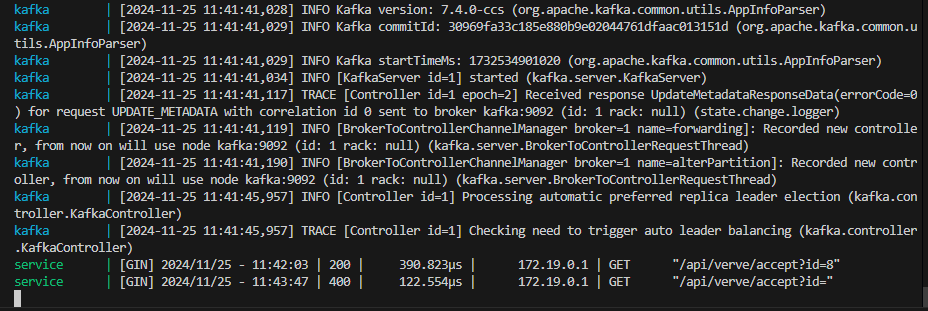 kafka | [2024-11-25 11:41:41,028] INFO Kafka version: 7.4.0-ccs (org.apache.kafka.common.utils.AppInfoParser)
kafka | [2024-11-25 11:41:41,029] INFO Kafka commitId: 30969fa33c185e880b9e02044761dfaac013151d (org.apache.kafka.common.u
tils.AppInfoParser)
kafka | [2024-11-25 11:41:41,029] INFO Kafka startTimeMs: 1732534901020 (org.apache.kafka.common.utils.AppInfoParser)
kafka | [2024-11-25 11:41:41,034] INFO [KafkaServer id=1] started (kafka.server.KafkaServer)
kafka | [2024-11-25 11:41:41,117] TRACE [Controller id=1 epoch=2] Received response UpdateMetadataResponseData(errorCode=0
) for request UPDATE_METADATA with correlation id 0 sent to broker kafka:9092 (id: 1 rack: null) (state.change.logger)
kafka | [2024-11-25 11:41:41,119] INFO [BrokerToControllerChannelManager broker=1 name=forwarding]: Recorded new controlle
r, from now on will use node kafka:9092 (id: 1 rack: null) (kafka.server.BrokerToControllerRequestThread)
kafka | [2024-11-25 11:41:41,190] INFO [BrokerToControllerChannelManager broker=1 name=alterPartition]: Recorded new contr
oller, from now on will use node kafka:9092 (id: 1 rack: null) (kafka.server.BrokerToControllerRequestThread)
kafka | [2024-11-25 11:41:45,957] INFO [Controller id=1] Processing automatic preferred replica leader election (kafka.con
troller.KafkaController)
kafka | [2024-11-25 11:41:45,957] TRACE [Controller id=1] Checking need to trigger auto leader balancing (kafka.controller
.KafkaController)
service | [GIN] 2024/11/25 - 11:42:03 | 200 | 390.823µs | 172.19.0.1 | GET "/api/verve/accept?id=8"
service | [GIN] 2024/11/25 - 11:43:47 | 400 | 122.554µs | 172.19.0.1 | GET "/api/verve/accept?id="